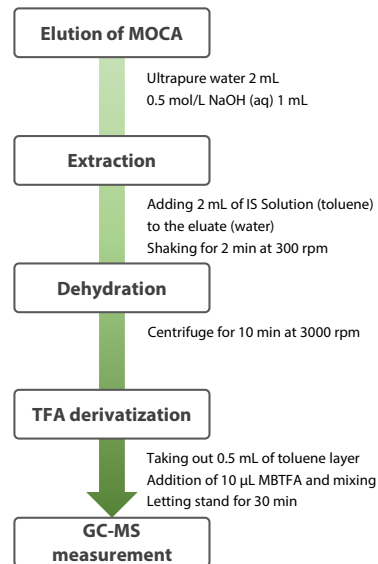 Elution of MOCA
Ultrapure water 2 mL
0.5 mol/L NaOH (aq) 1 mL
Extraction
Adding 2 mL of IS Solution (toluene)
to the eluate (water)
Shaking for 2 min at 300 rpm
Dehydration
Centrifuge for 10 min at 3000 rpm
TFA derivatization
Taking out 0.5 mL of toluene layer
Addition of 10 µL MBTFA and mixing
Letting stand for 30 min
GC-MS
measurement